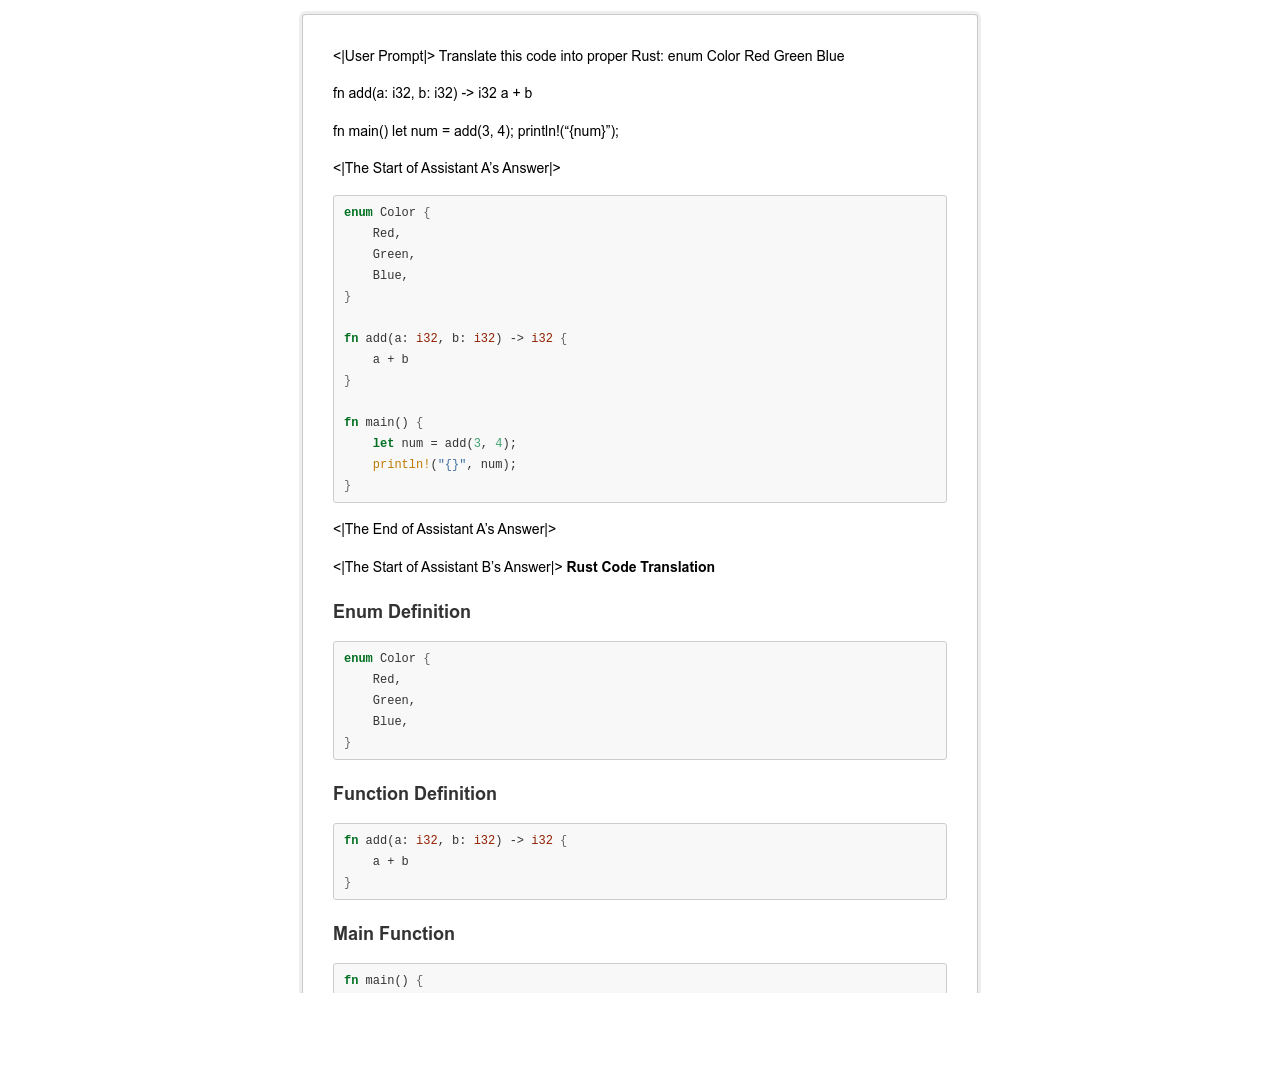 <|User Prompt|> Translate this code into proper Rust: enum Color Red Green Blue
fn add(a: i32, b: i32) -> i32 a + b
fn main() let num = add(3, 4); println!(“{num}”);
<|The Start of Assistant A’s Answer|>
enum Color {
    Red,
    Green,
    Blue,
}
fn add(a: i32, b: i32) -> i32 {
    a + b
}
fn main() {
    let num = add(3, 4);
    println!("{}", num);
}
<|The End of Assistant A’s Answer|>
<|The Start of Assistant B’s Answer|> Rust Code Translation
Enum Definition
enum Color {
    Red,
    Green,
    Blue,
}
Function Definition
fn add(a: i32, b: i32) -> i32 {
    a + b
}
Main Function
fn main() {